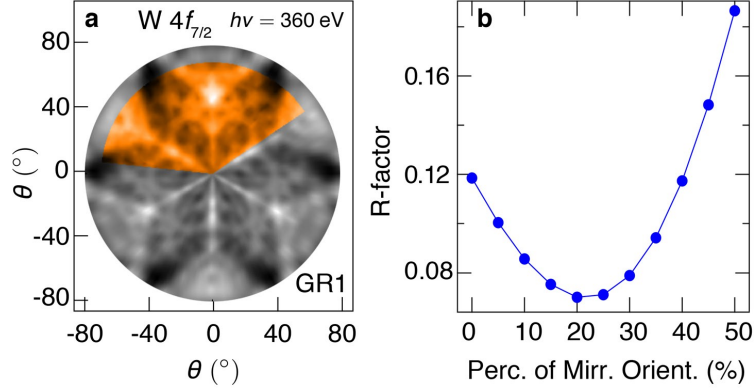 a
W 4f7/2
hν = 360 eV
80
40
0
-40
-80
θ (°)
GR1
-80 -40 0 40 80
θ (°)
b
0.16
0.12
0.08
R-factor
0 10 20 30 40 50
Perc. of Mirr. Orient. (%)